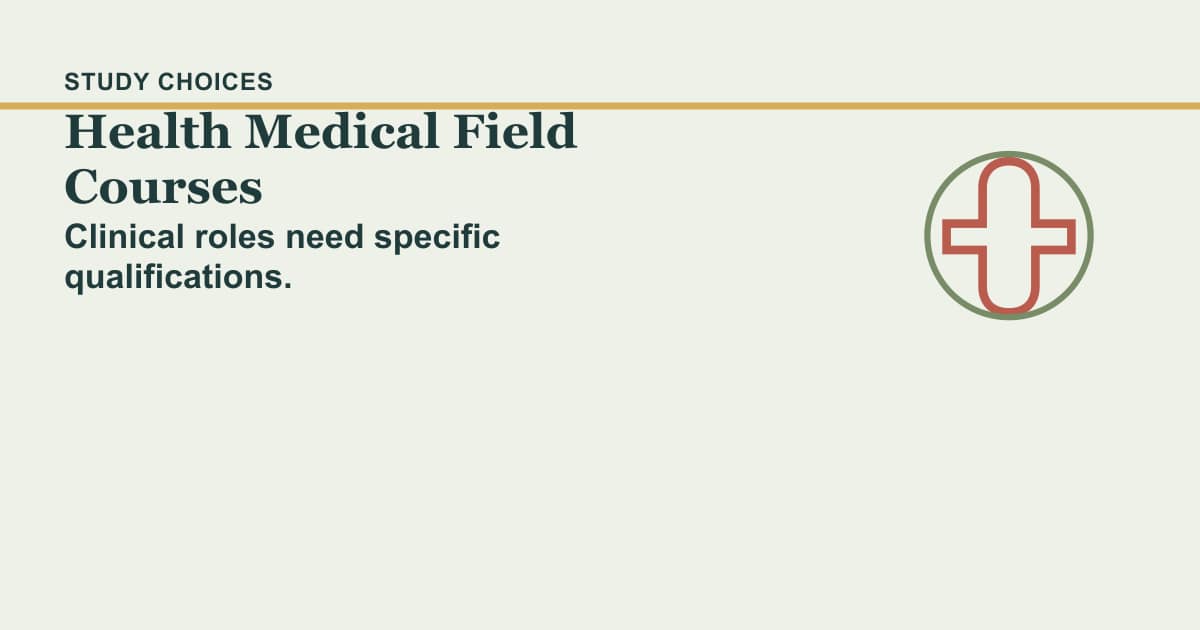 STUDY CHOICES
Health Medical Field
Courses
Clinical roles need specific
qualifications.